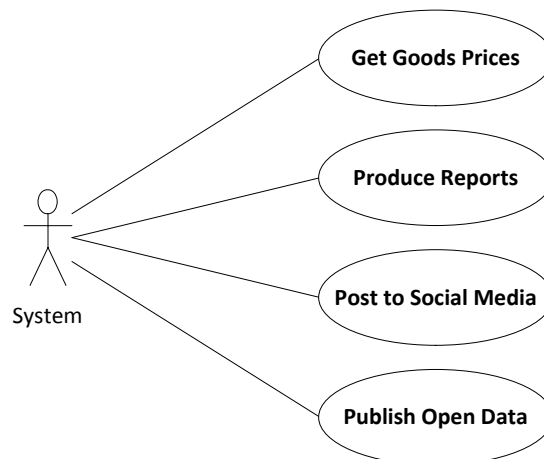 Get Goods Prices
Produce Reports
Post to Social Media
System
Publish Open Data